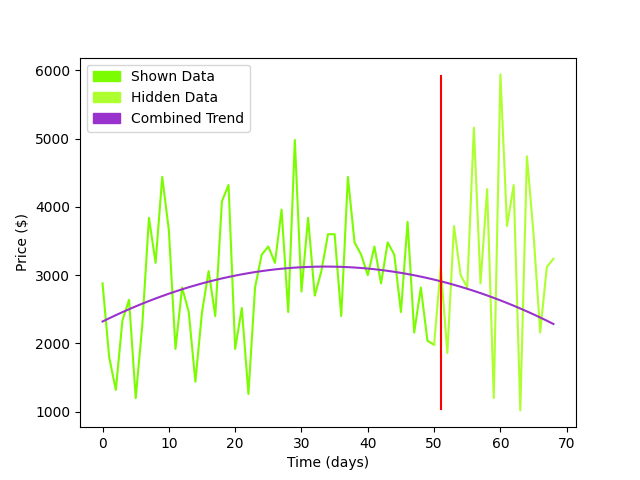 Shown Data
Hidden Data
Combined Trend
Price ($)
6000
5000
4000
3000
2000
1000
0 10 20 30 40 50 60 70
Time (days)